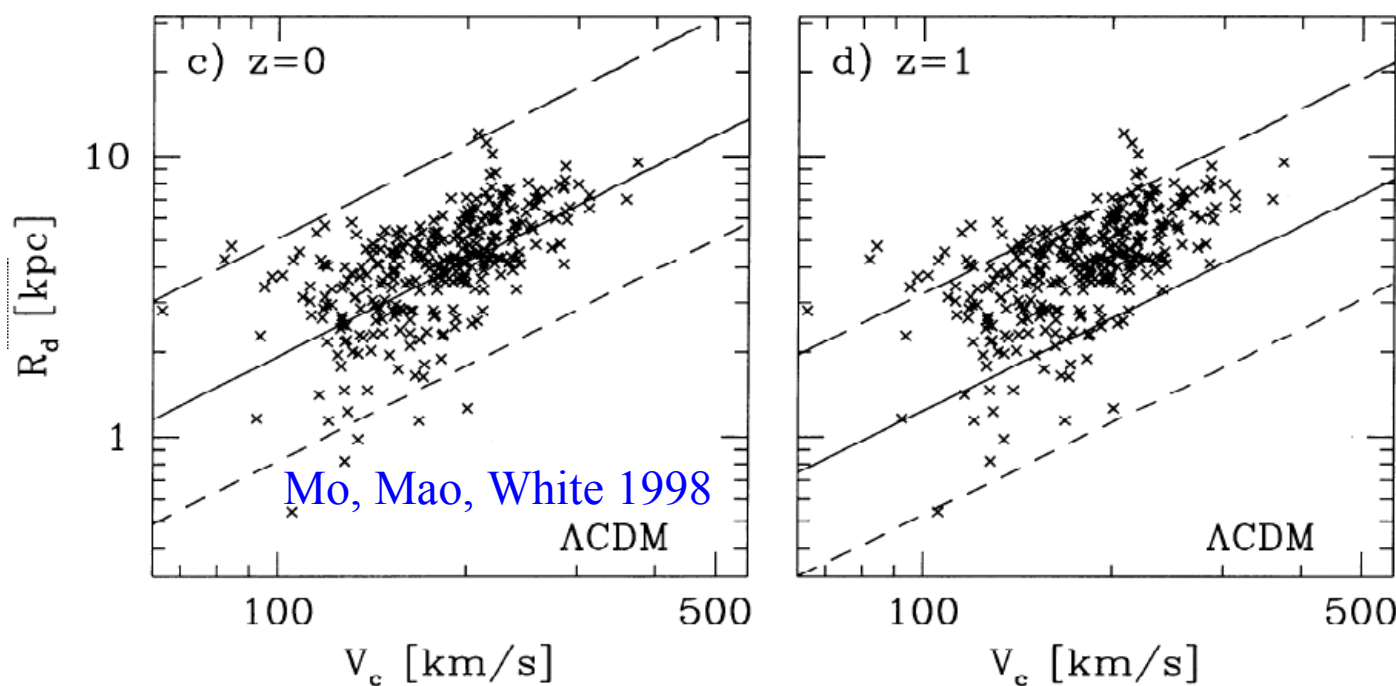 c) z=0
d) z=1
10
1
R_d [kpc]
Mo, Mao, White 1998
ΛCDM
ΛCDM
100
500
100
500
V_c [km/s]
V_c [km/s]